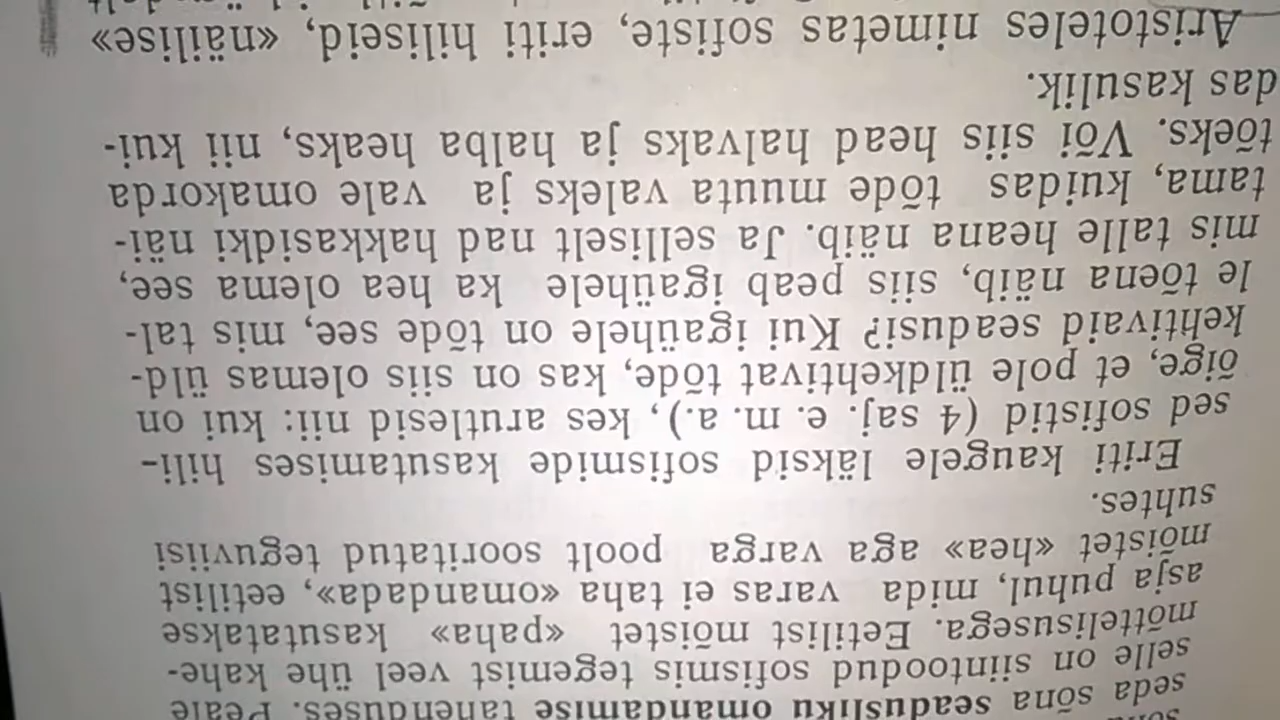 seda sõna seadusliku omandamise tähenduses. Peale
selle on siintoodud sofismis tegemist veel ühe kahe-
mõttelisusega. Eetilist mõistet «paha» kasutatakse
asja puhul, mida varas ei taha «omandada», eetilist
mõistet «hea» aga varga poolt sooritatud teguviisi
suhtes.
Eriti kaugele läksid sofismide kasutamises hili-
sed sofistid (4 saj. e. m. a.), kes arutlesid nii: kui on
õige, et pole üldkehtivat tõde, kas on siis olemas üld-
kehtivaid seadusi? Kui igaühele on tõde see, mis tal-
le tõena näib, siis peab igaühele ka hea olema see,
mis talle heana näib. Ja selliselt nad hakkasidki näi-
tama, kuidas tõde muuta valeks ja vale omakorda
tõeks. Või siis head halvaks ja halba heaks, nii kui-
das kasulik.
Aristoteles nimetas sofiste, eriti hiliseid, «näilise»